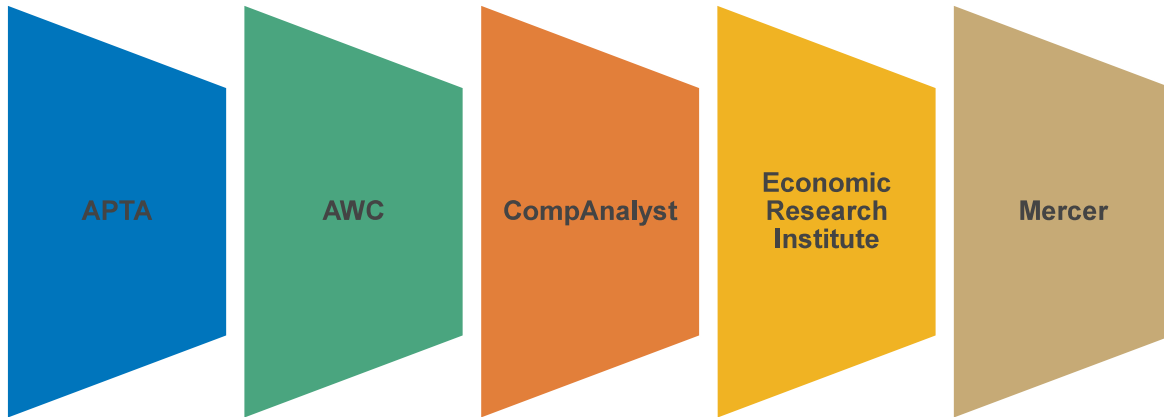 APTA
AWC
CompAnalyst
Economic
Research
Institute
Mercer